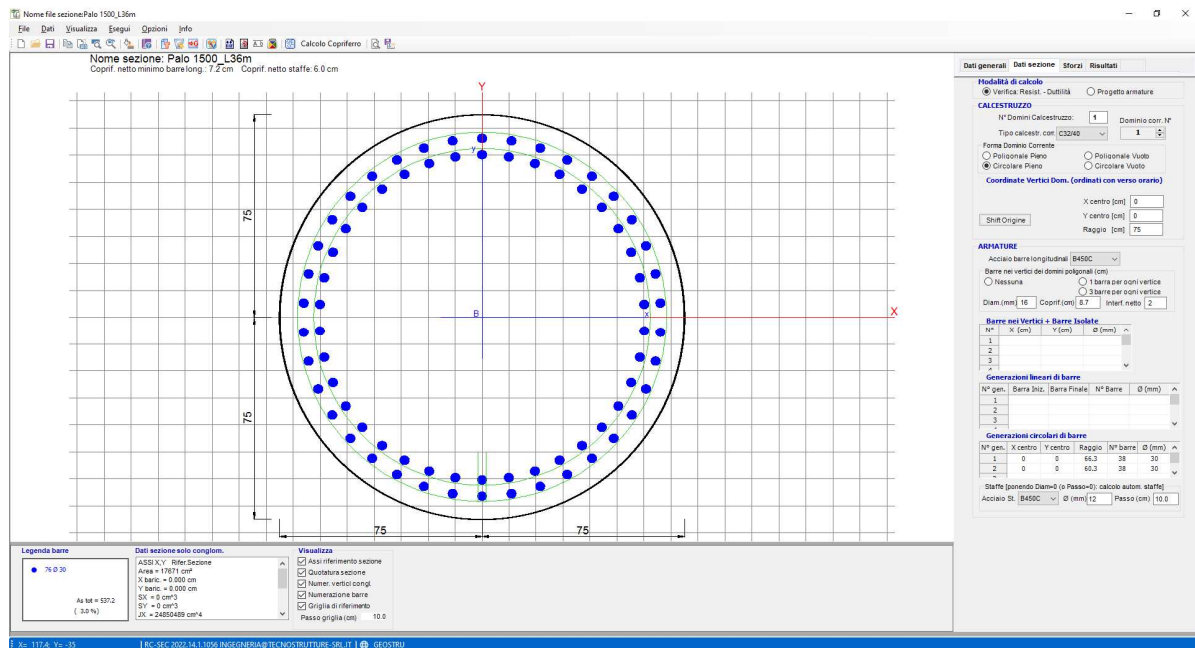 Nome file sezione:Palo 1500_L36m
File Dati Visualizza Esegui Opzioni Info
Calcolo Copriferro
Nome sezione: Palo 1500_L36m
Coprif. netto minimo barre long.: 7.2 cm Coprif. netto staffe: 6.0 cm
Y
y
75
B
x
X
75
75
75
Dati generali Dati sezione Sforzi Risultati
Modalità di calcolo
Verifica: Resist. - Duttilità Progetto armature
CALCESTRUZZO
N° Domini Calcestruzzo: 1 Dominio corr. N°
Tipo calcestr. corr. C32/40 1
Forma Dominio Corrente
Poligonale Pieno Poligonale Vuoto
Circolare Pieno Circolare Vuoto
Coordinate Vertici Dom. (ordinati con verso orario)
X centro [cm] 0
Shift Origine Y centro [cm] 0
Raggio [cm] 75
ARMATURE
Acciaio barre longitudinali B450C
Barre nei vertici dei domini poligonali (cm)
Nessuna 1 barra per ogni vertice
3 barre per ogni vertice
Diam.(mm) 16 Coprif.(cm) 8.7 Interf. netto 2
Barre nei Vertici + Barre Isolate
N° X (cm) Y (cm) Ø (mm)
1
2
3
Generazioni lineari di barre
N° gen. Barra Iniz. Barra Finale N° Barre Ø (mm)
1
2
3
Generazioni circolari di barre
N° gen. X centro Y centro Raggio N° barre Ø (mm)
1 0 0 66.3 38 30
2 0 0 60.3 38 30
Staffe [ponendo Diam=0 (o Passo=0): calcolo autom. staffe]
Acciaio St. B450C Ø (mm) 12 Passo (cm) 10.0
Legenda barre
76 Ø 30
As tot = 537.2
( 3.0 %)
Dati sezione solo conglom.
ASSI X,Y Rifer.Sezione
Area = 17671 cm²
X baric. = 0.000 cm
Y baric. = 0.000 cm
SX = 0 cm^3
SY = 0 cm^3
JX = 24850489 cm^4
Visualizza
Assi riferimento sezione
Quotatura sezione
Numer. vertici congl.
Numerazione barre
Griglia di riferimento
Passo griglia (cm) 10.0
X= 117.4; Y= -35 RC-SEC 2022.14.1.1056 INGEGNERIA@TECNOSTRUTTURE-SRL.IT GEOSTRU